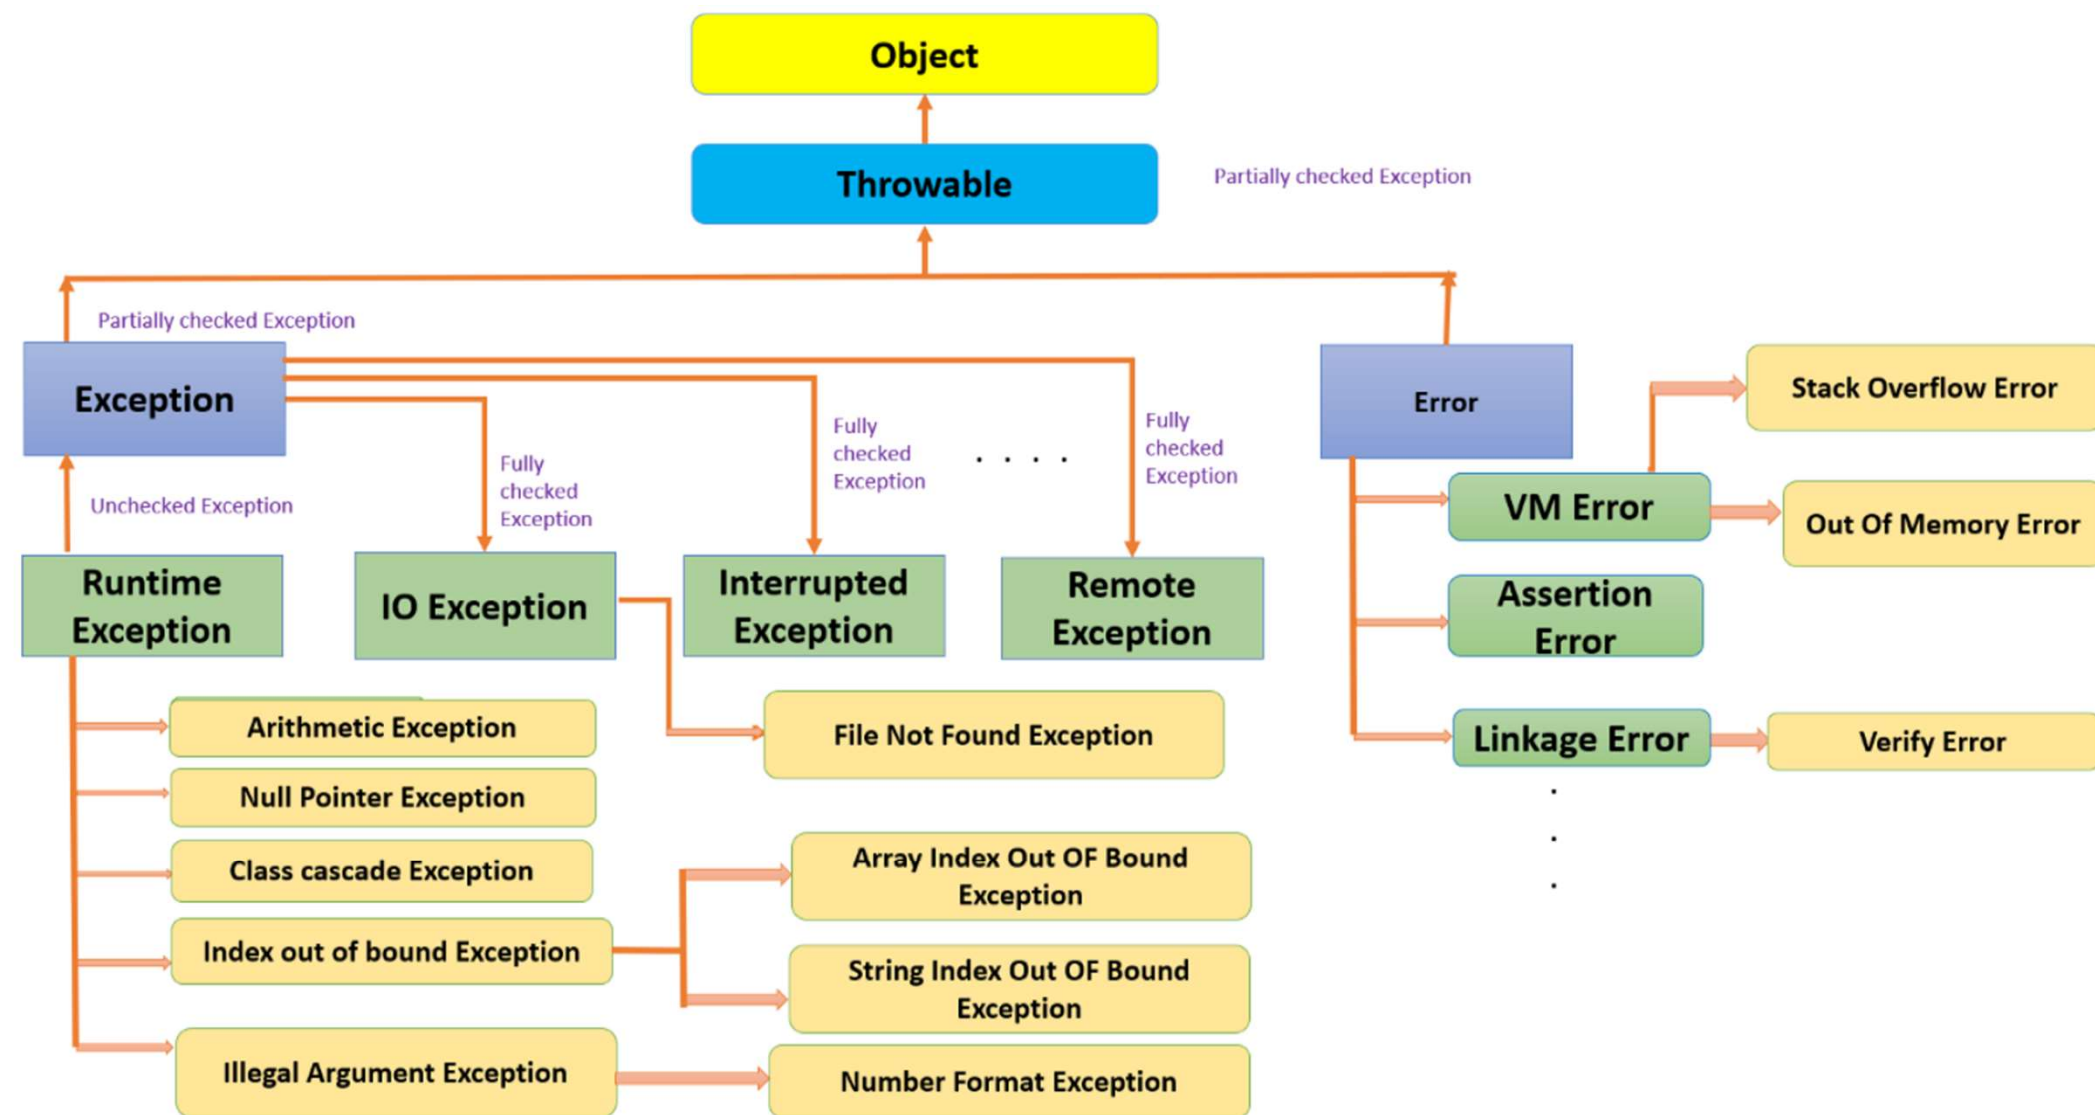 Object
Throwable
Partially checked Exception
Partially checked Exception
Exception
Fully
checked
Exception
Fully
checked
Exception
. . . .
Fully
checked
Exception
Error
Stack Overflow Error
Unchecked Exception
VM Error
Out Of Memory Error
Runtime
Exception
IO Exception
Interrupted
Exception
Remote
Exception
Assertion
Error
Arithmetic Exception
File Not Found Exception
Linkage Error
Verify Error
.
.
.
Null Pointer Exception
Class cascade Exception
Array Index Out OF Bound
Exception
Index out of bound Exception
String Index Out OF Bound
Exception
Illegal Argument Exception
Number Format Exception